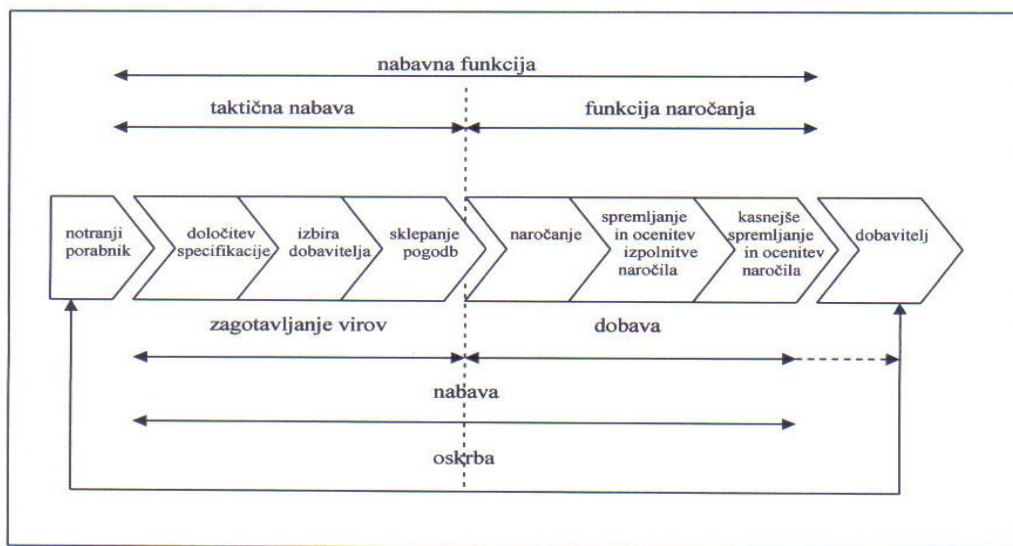 nabavna funkcija
taktična nabava
funkcija naročanja
notranji
porabnik
določitev
specifikacije
izbira
dobavitelja
sklepanje
pogodb
naročanje
spremljanje
in ocenitev
izpolnitve
naročila
kasnejše
spremljanje
in ocenitev
naročila
dobavitelj
zagotavljanje virov
dobava
nabava
oskrba